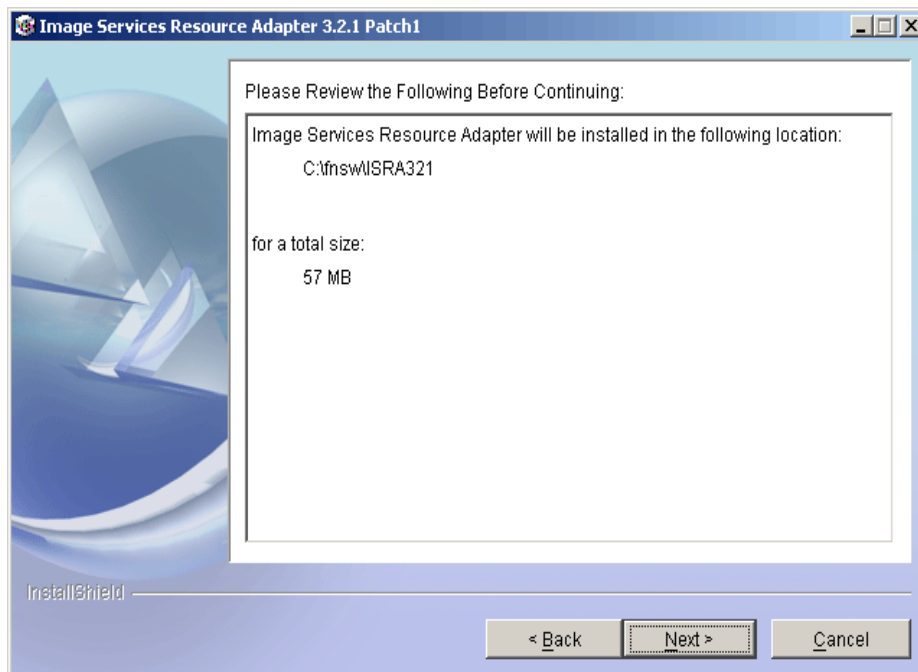 Image Services Resource Adapter 3.2.1 Patch1
Please Review the Following Before Continuing:
Image Services Resource Adapter will be installed in the following location:
C:\fnsw\ISRA321
for a total size:
57 MB
InstallShield
< Back
Next >
Cancel